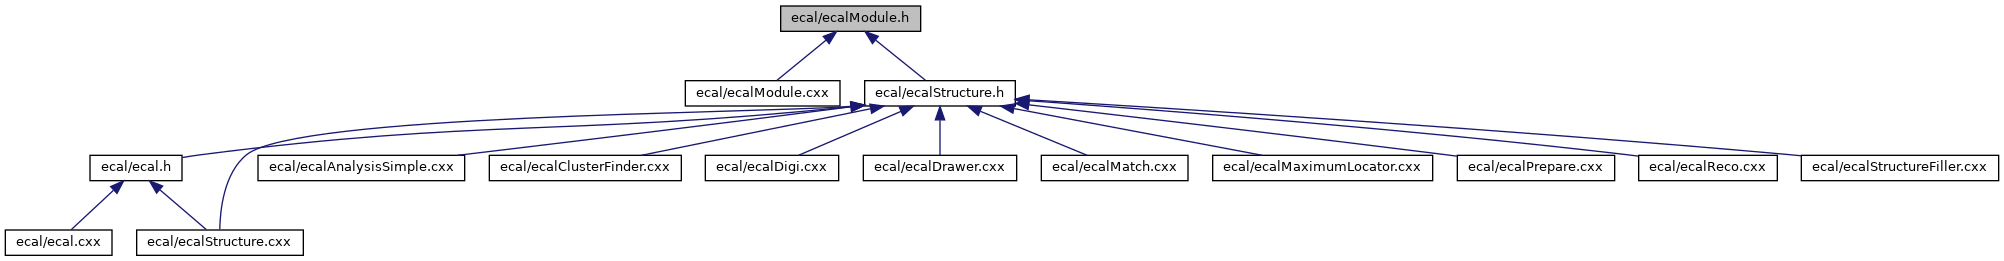 ecal/ecalModule.h
ecal/ecalModule.cxx
ecal/ecalStructure.h
ecal/ecal.h
ecal/ecalAnalysisSimple.cxx
ecal/ecalClusterFinder.cxx
ecal/ecalDigi.cxx
ecal/ecalDrawer.cxx
ecal/ecalMatch.cxx
ecal/ecalMaximumLocator.cxx
ecal/ecalPrepare.cxx
ecal/ecalReco.cxx
ecal/ecalStructureFiller.cxx
ecal/ecal.cxx
ecal/ecalStructure.cxx